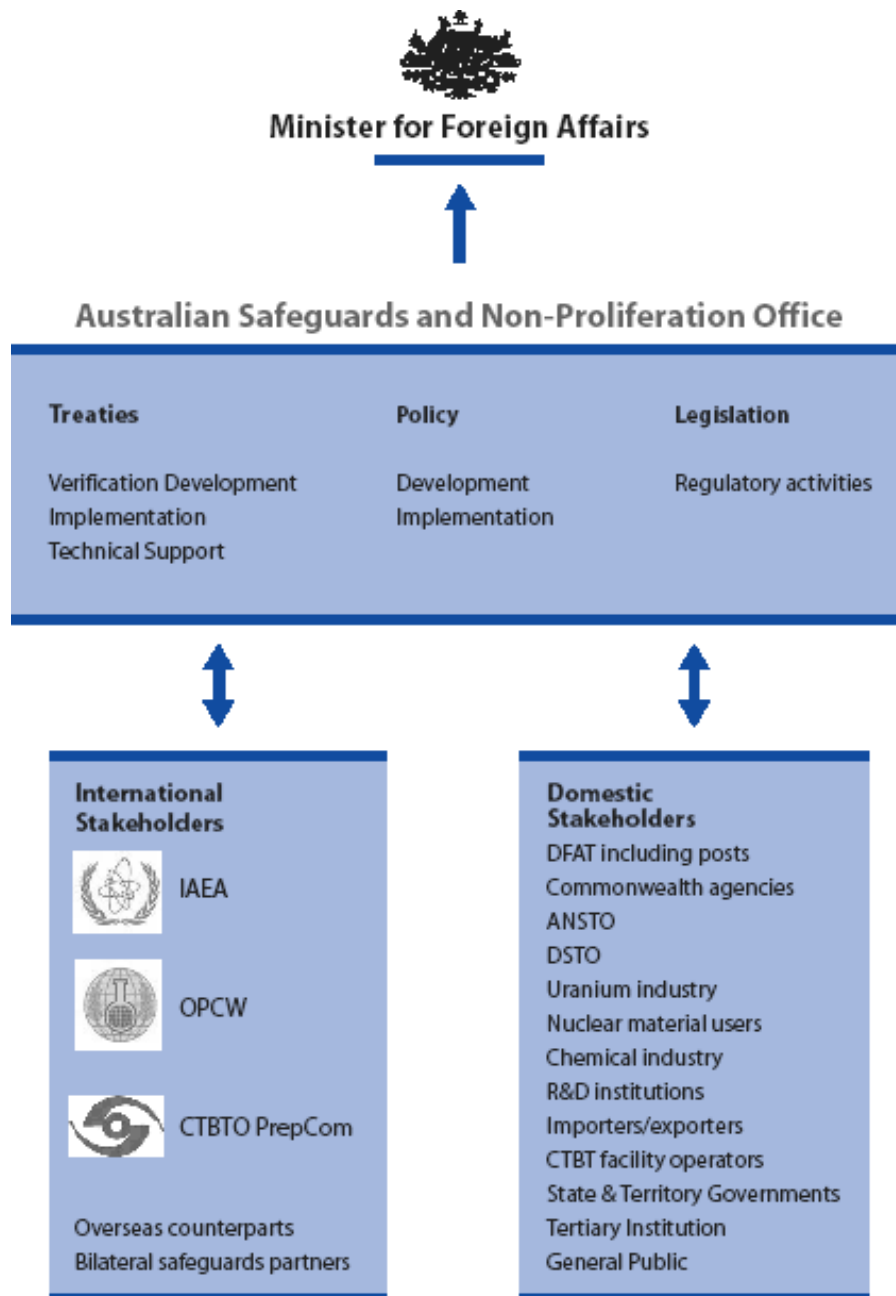 Minister for Foreign Affairs
Australian Safeguards and Non-Proliferation Office
Treaties
Verification Development
Implementation
Technical Support
Policy
Development
Implementation
Legislation
Regulatory activities
International
Stakeholders
IAEA
OPCW
CTBTO PrepCom
Overseas counterparts
Bilateral safeguards partners
Domestic
Stakeholders
DFAT including posts
Commonwealth agencies
ANSTO
DSTO
Uranium industry
Nuclear material users
Chemical industry
R&D institutions
Importers/exporters
CTBT facility operators
State & Territory Governments
Tertiary Institution
General Public